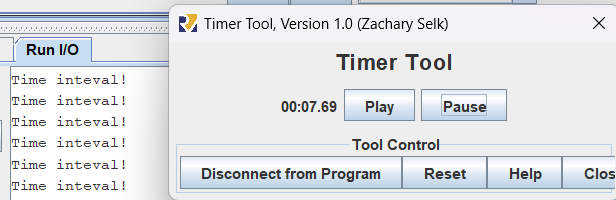 Timer Tool, Version 1.0 (Zachary Selk)
Run I/O
Timer Tool
Time inteval!
Time inteval!
Time inteval!
Time inteval!
Time inteval!
Time inteval!
00:07.69 Play Pause
Tool Control
Disconnect from Program Reset Help Clos